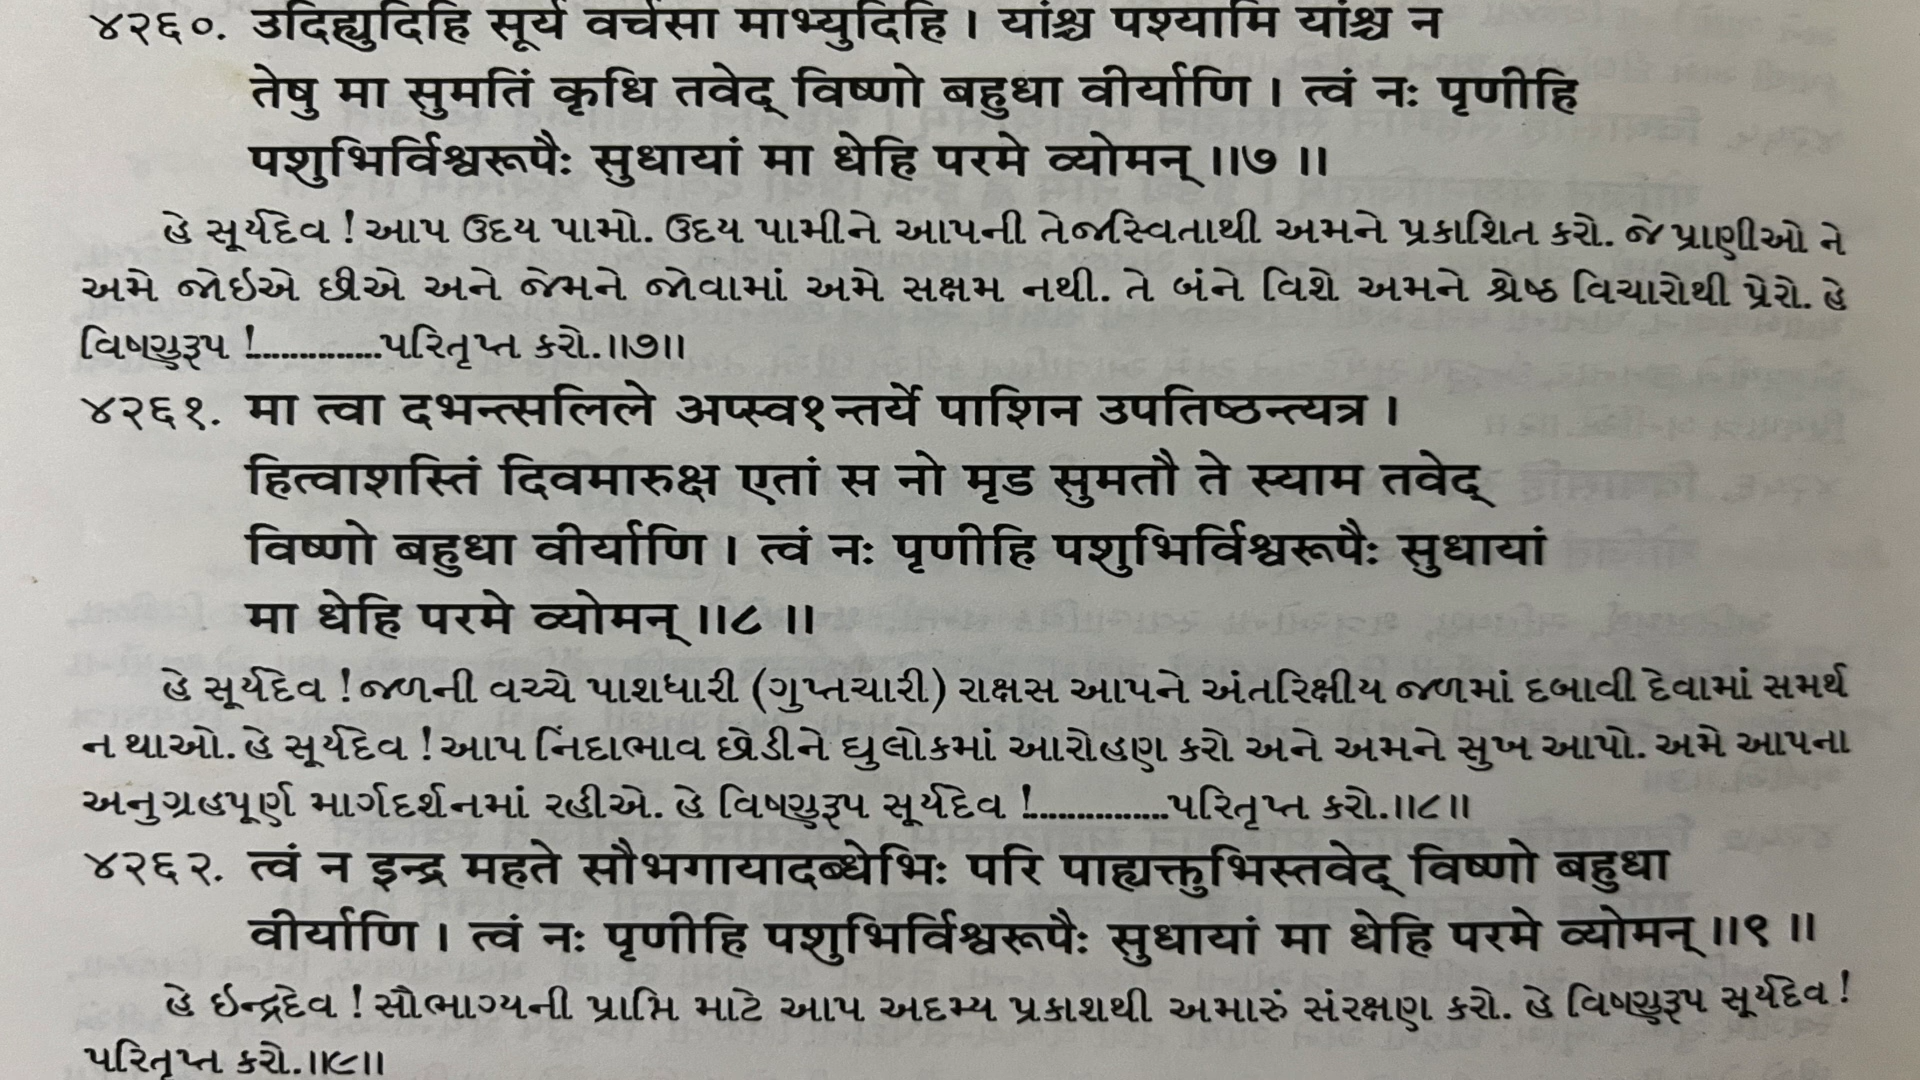 ४२६०. उदिह्युदिहि सूर्य वर्चसा माभ्युदिहि । यांश्च पश्यामि यांश्च न
तेषु मा सुमतिं कृधि तवेद् विष्णो बहुधा वीर्याणि । त्वं नः पृणीहि
पशुभिर्विश्वरूपैः सुधायां मा धेहि परमे व्योमन् ॥७ ॥
હે સૂર્યદેવ ! આપ ઉદય પામો. ઉદય પામીને આપની તેજસ્વિતાથી અમને પ્રકાશિત કરો. જે પ્રાણીઓ ને
અમે જોઇએ છીએ અને જેમને જોવામાં અમે સક્ષમ નથી. તે બંને વિશે અમને શ્રેષ્ઠ વિચારોથી પ્રેરો. હે
વિષ્ણુરૂપ !.............પરિતૃપ્ત કરો.॥૭॥
४२६१. मा त्वा दभन्त्सलिले अप्स्व१न्तर्ये पाशिन उपतिष्ठन्त्यत्र ।
हित्वाशस्तिं दिवमारुक्ष एतां स नो मृड सुमतौ ते स्याम तवेद्
विष्णो बहुधा वीर्याणि । त्वं नः पृणीहि पशुभिर्विश्वरूपैः सुधायां
मा धेहि परमे व्योमन् ॥८ ॥
હે સૂર્યદેવ ! જળની વચ્ચે પાશધારી (ગુપ્તચારી) રાક્ષસ આપને અંતરિક્ષીય જળમાં દબાવી દેવામાં સમર્થ
ન થાઓ. હે સૂર્યદેવ ! આપ નિંદાભાવ છોડીને દ્યુલોકમાં આરોહણ કરો અને અમને સુખ આપો. અમે આપના
અનુગ્રહપૂર્ણ માર્ગદર્શનમાં રહીએ. હે વિષ્ણુરૂપ સૂર્યદેવ !..............પરિતૃપ્ત કરો.॥૮॥
४२६२. त्वं न इन्द्र महते सौभगायादब्धेभिः परि पाह्यक्तुभिस्तवेद् विष्णो बहुधा
वीर्याणि । त्वं नः पृणीहि पशुभिर्विश्वरूपैः सुधायां मा धेहि परमे व्योमन् ॥९ ॥
હે ઇન્દ્રદેવ ! સૌભાગ્યની પ્રાપ્તિ માટે આપ અદમ્ય પ્રકાશથી અમારું સંરક્ષણ કરો. હે વિષ્ણુરૂપ સૂર્યદેવ !
પરિતૃપ્ત કરો.॥૯॥